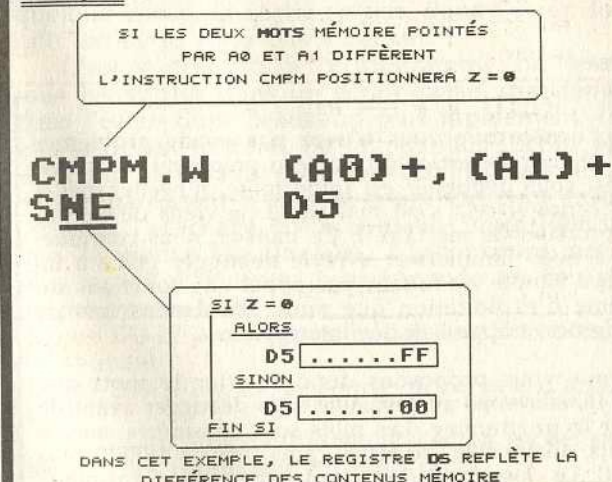 SI LES DEUX MOTS MÉMOIRE POINTÉS
PAR A0 ET A1 DIFFÈRENT
L'INSTRUCTION CMPM POSITIONNERA Z=0
CMPM.W (A0)+,(A1)+
SNE D5
SI Z=0
ALORS
D5 ......FF
SINON
D5 ......00
FIN SI
DANS CET EXEMPLE, LE REGISTRE D5 REFLÈTE LA
DIFFÉRENCE DES CONTENUS MÉMOIRE